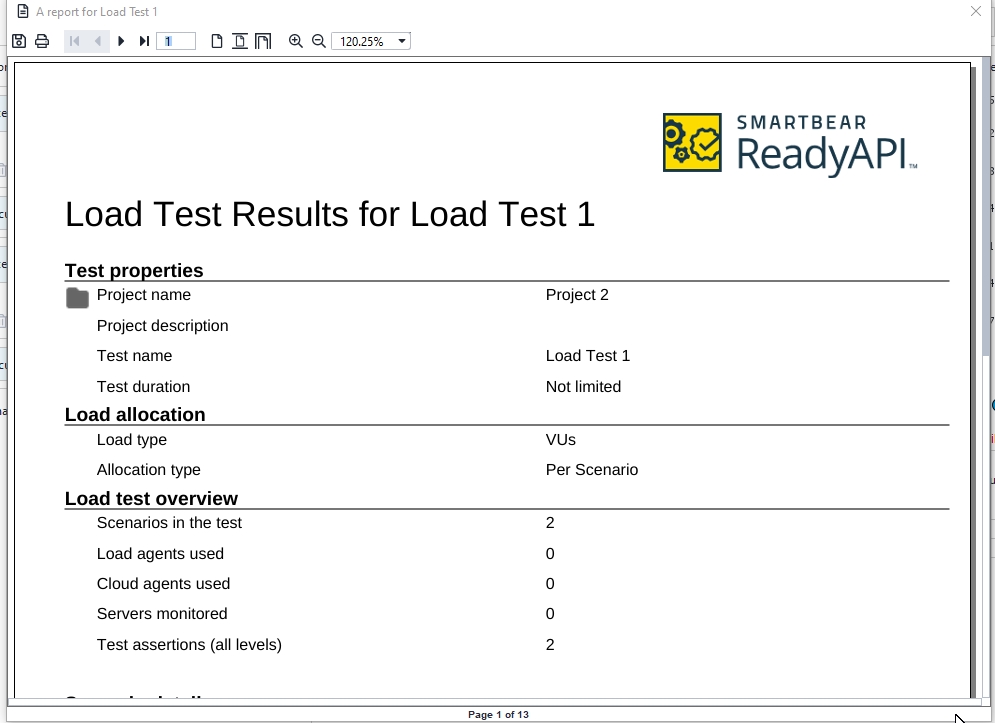 A report for Load Test 1
1
120.25%
SMARTBEAR
ReadyAPI™
Load Test Results for Load Test 1
Test properties
Project name Project 2
Project description
Test name Load Test 1
Test duration Not limited
Load allocation
Load type VUs
Allocation type Per Scenario
Load test overview
Scenarios in the test 2
Load agents used 0
Cloud agents used 0
Servers monitored 0
Test assertions (all levels) 2
Page 1 of 13